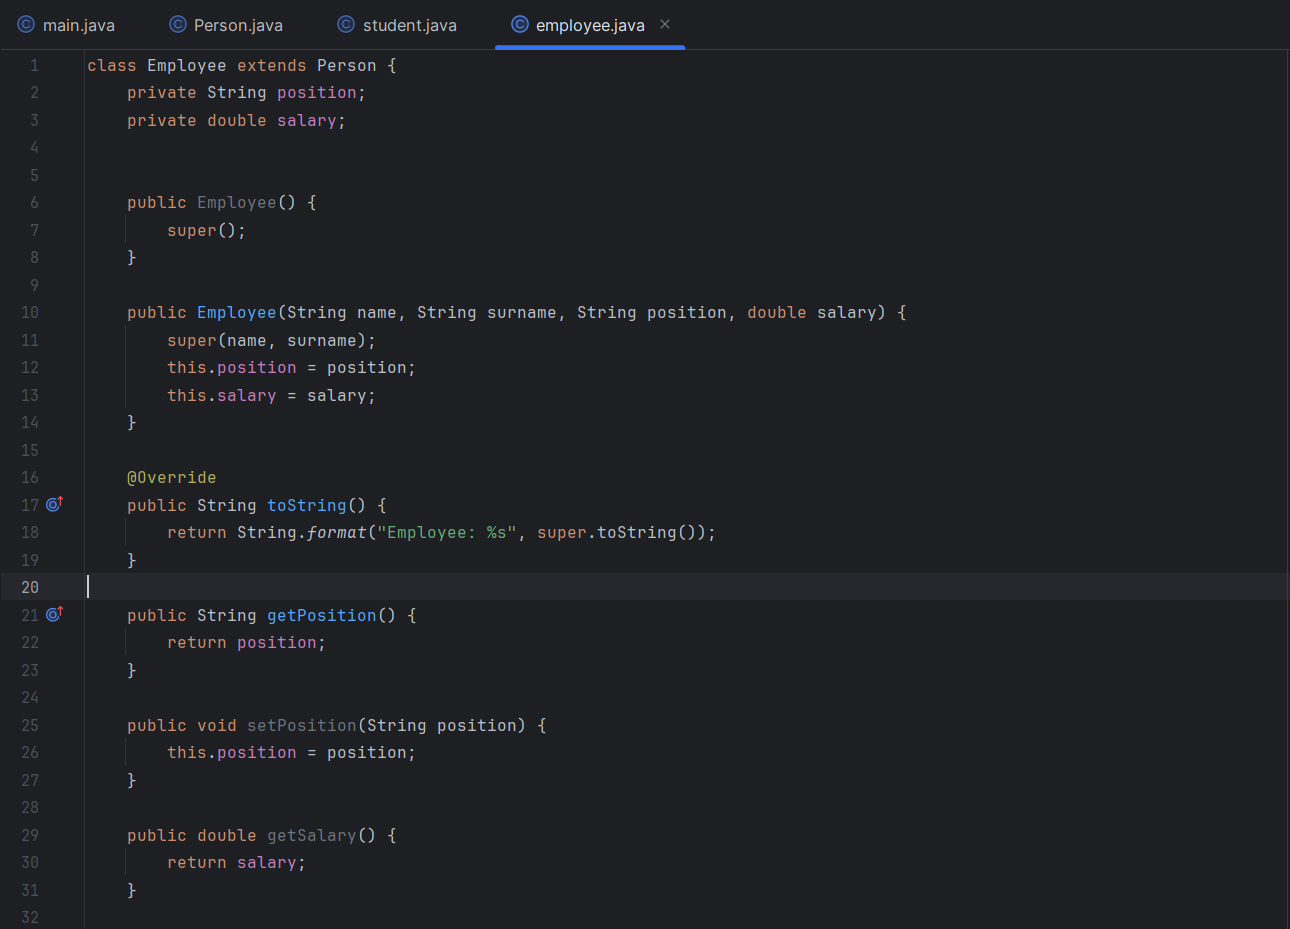 main.java Person.java student.java employee.java
1 class Employee extends Person {
2     private String position;
3     private double salary;
4
5
6     public Employee() {
7         super();
8     }
9
10     public Employee(String name, String surname, String position, double salary) {
11         super(name, surname);
12         this.position = position;
13         this.salary = salary;
14     }
15
16     @Override
17     public String toString() {
18         return String.format("Employee: %s", super.toString());
19     }
20
21     public String getPosition() {
22         return position;
23     }
24
25     public void setPosition(String position) {
26         this.position = position;
27     }
28
29     public double getSalary() {
30         return salary;
31     }
32